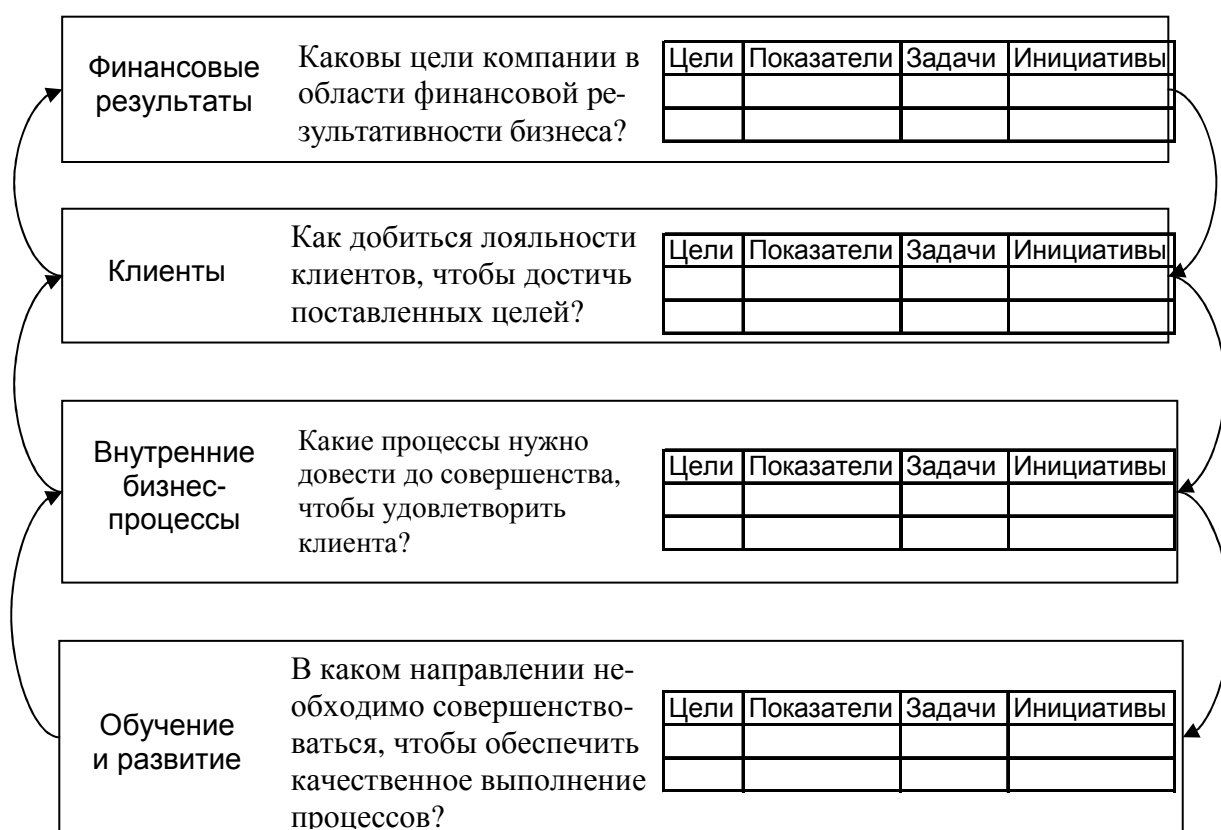 Финансовые
результаты
Каковы цели компании в
области финансовой ре-
зультативности бизнеса?
Цели Показатели Задачи Инициативы
Клиенты
Как добиться лояльности
клиентов, чтобы достичь
поставленных целей?
Цели Показатели Задачи Инициативы
Внутренние
бизнес-
процессы
Какие процессы нужно
довести до совершенства,
чтобы удовлетворить
клиента?
Цели Показатели Задачи Инициативы
Обучение
и развитие
В каком направлении не-
обходимо совершенство-
ваться, чтобы обеспечить
качественное выполнение
процессов?
Цели Показатели Задачи Инициативы